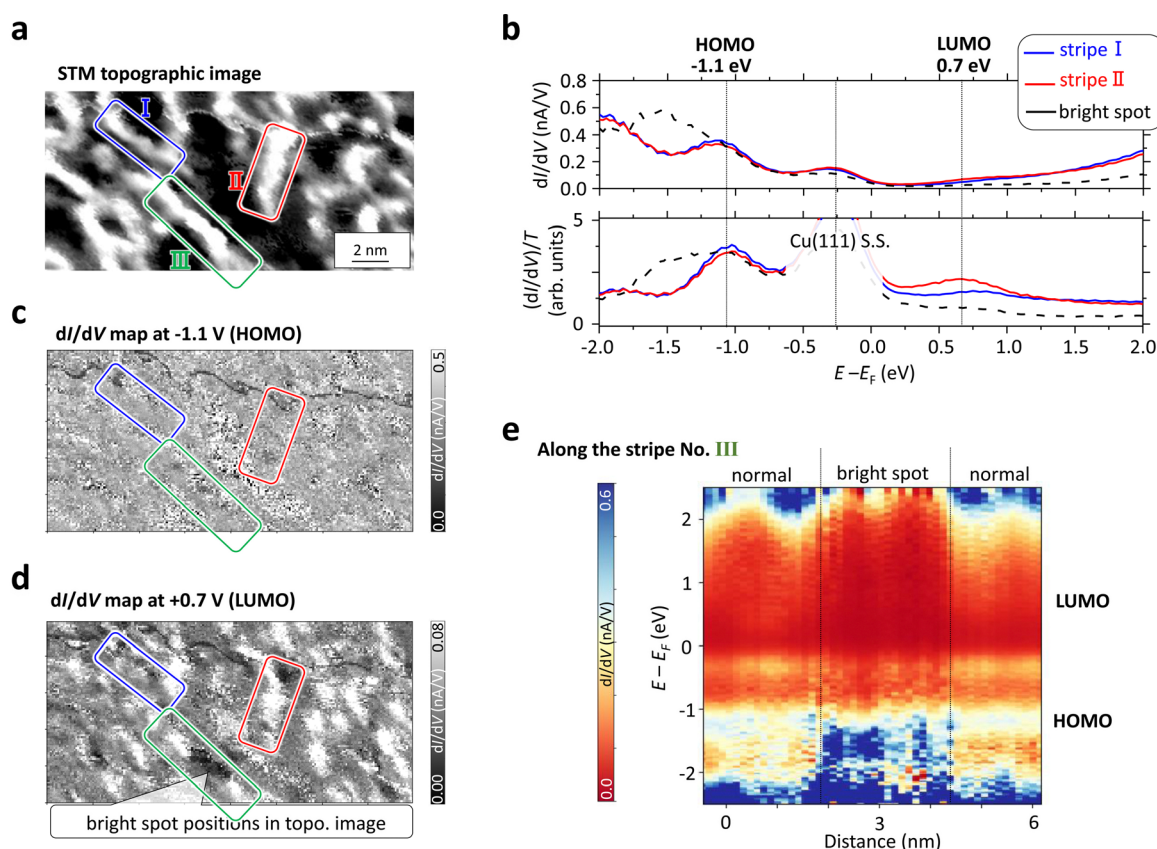 a
STM topographic image
I
II
III
2 nm
b
HOMO
-1.1 eV
LUMO
0.7 eV
stripe I
stripe II
bright spot
dI/dV (nA/V)
0.8
0.6
0.4
0.2
0.0
(dI/dV)/T
(arb. units)
5
0
Cu(111) S.S.
-2.0 -1.5 -1.0 -0.5 0.0 0.5 1.0 1.5 2.0
E −EF (eV)
c
dI/dV map at -1.1 V (HOMO)
0.5
dI/dV (nA/V)
0.0
d
dI/dV map at +0.7 V (LUMO)
0.08
dI/dV (nA/V)
0.00
bright spot positions in topo. image
e
Along the stripe No. III
normal bright spot normal
0.6
dI/dV (nA/V)
0.0
E − EF (eV)
2
1
0
-1
-2
LUMO
HOMO
0 3 6
Distance (nm)